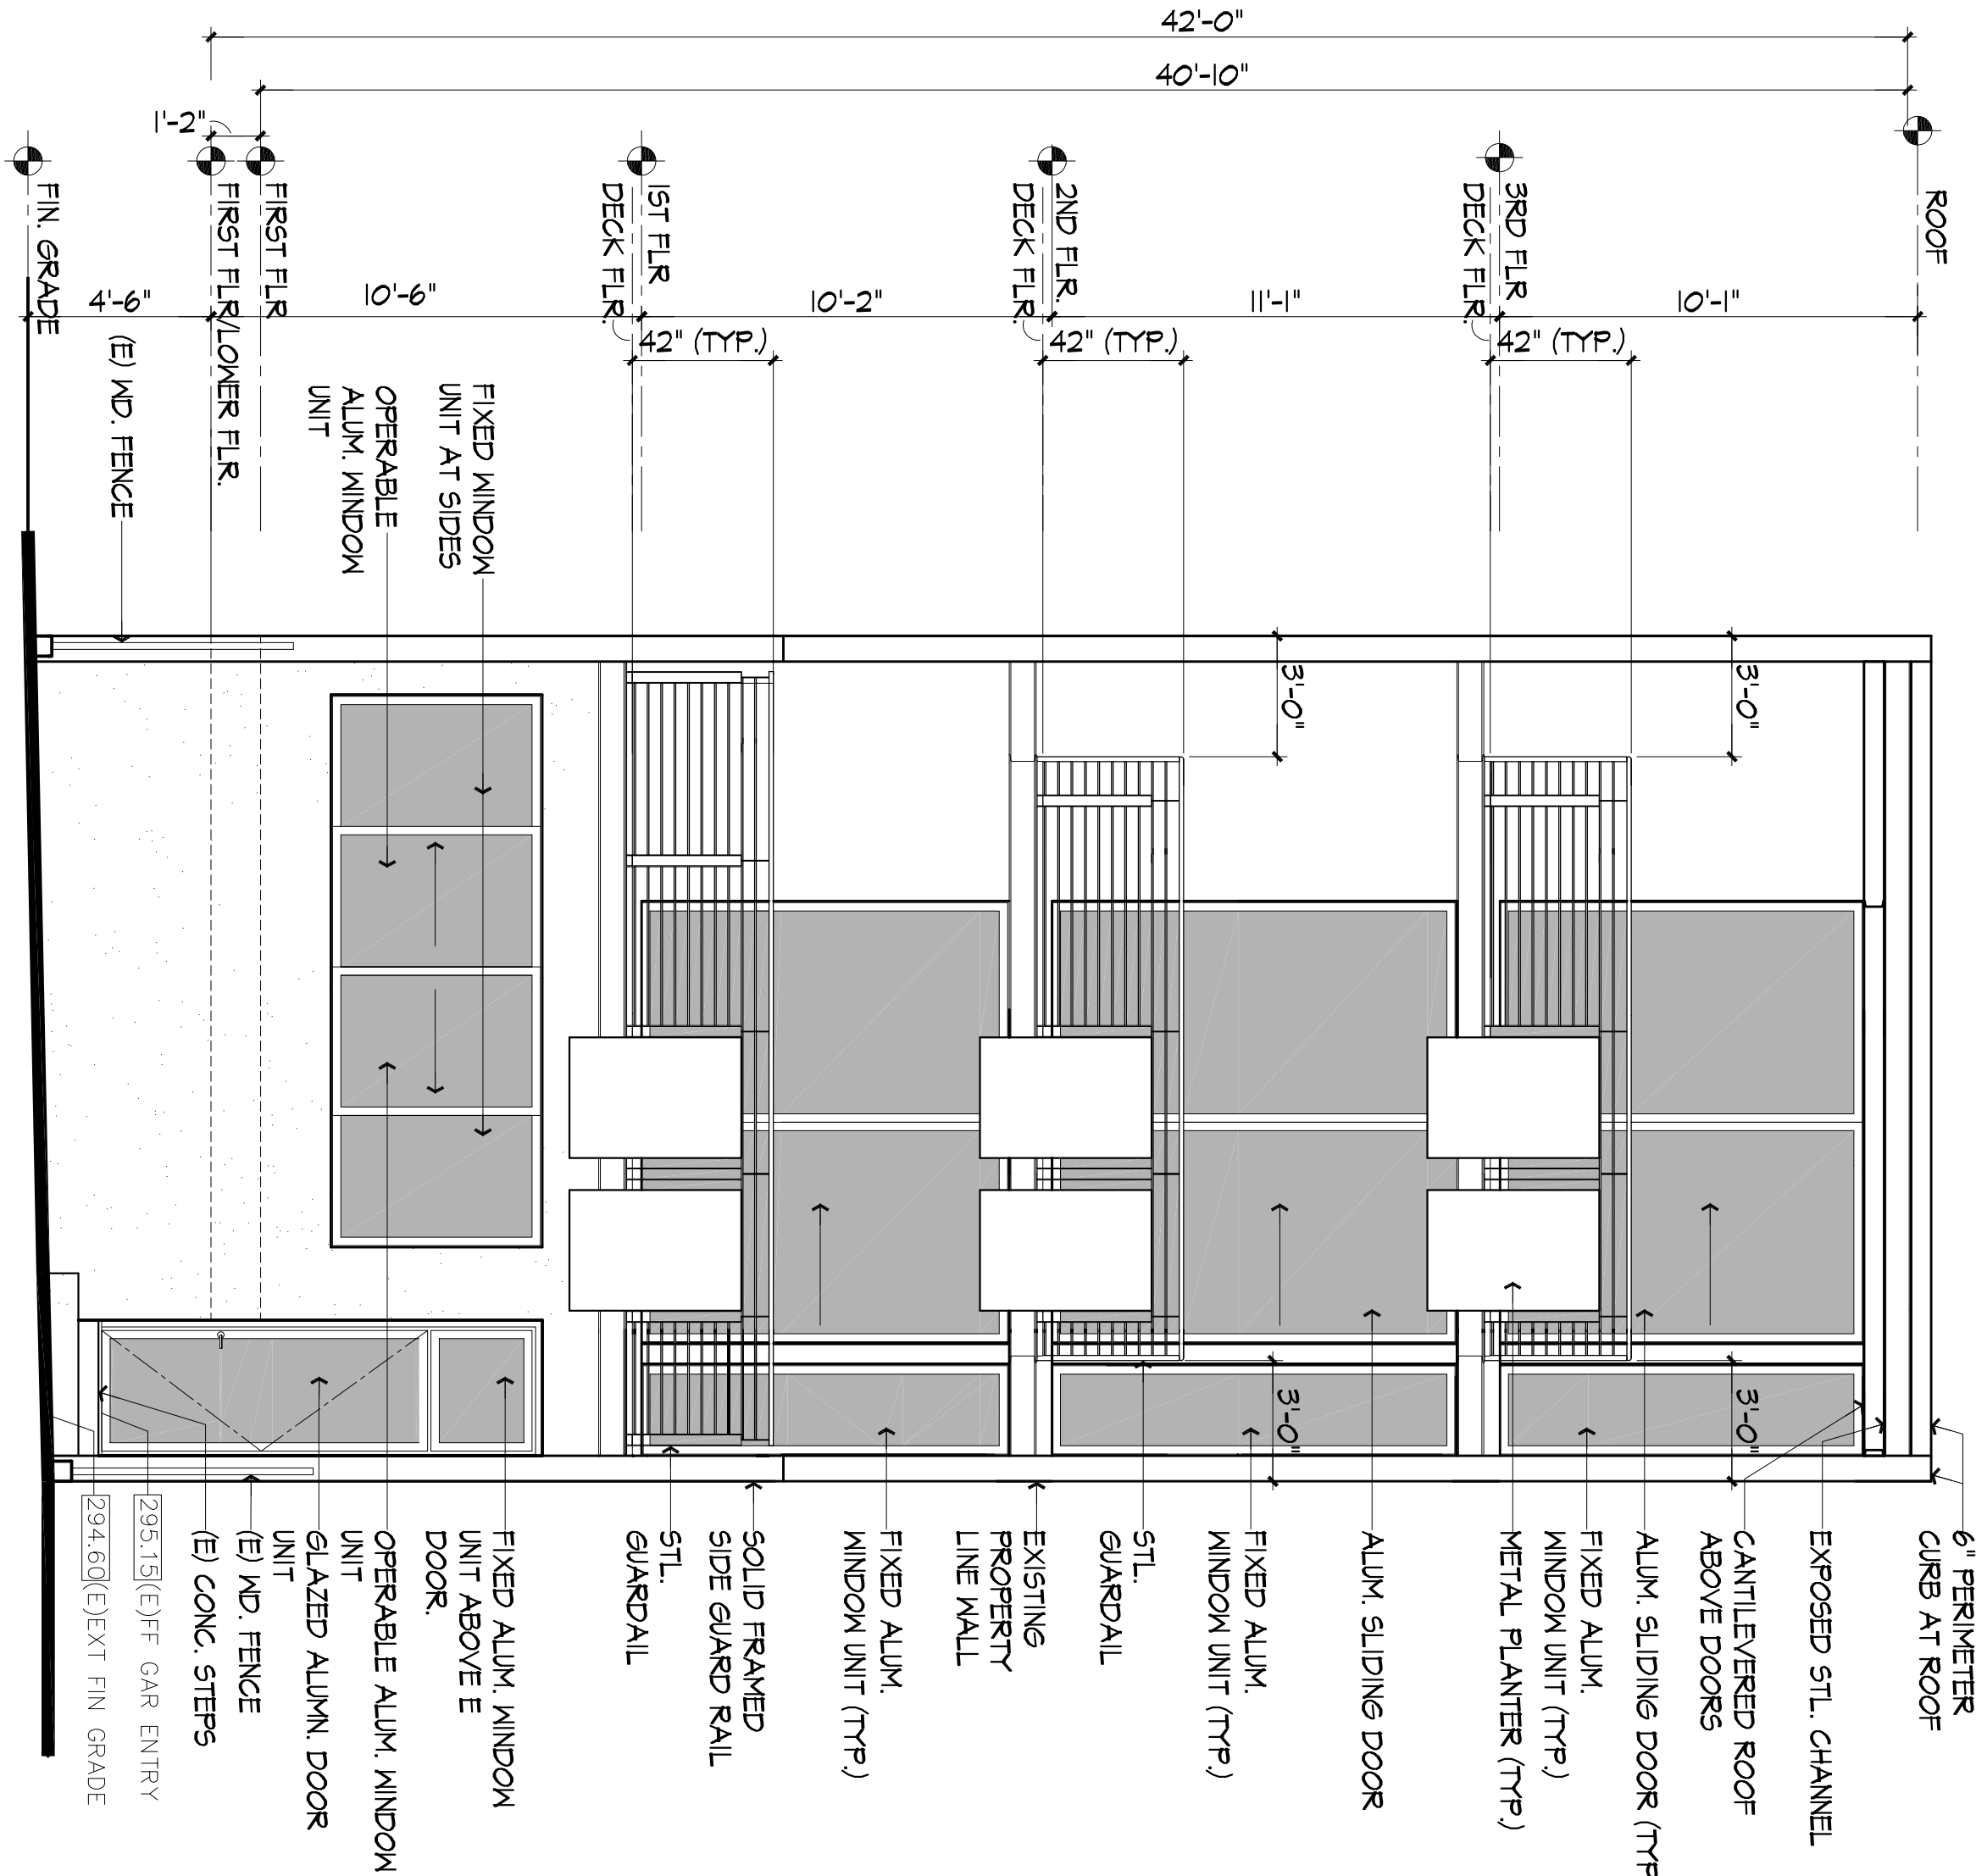 42'-0"
40'-10"
1'-2"
ROOF
3RD FLR
DECK FLR.
2ND FLR.
DECK FLR.
1ST FLR
DECK FLR.
FIRST FLR
FIRST FLR/LOWER FLR.
FIN. GRADE
10'-1"
11'-1"
10'-2"
10'-6"
4'-6"
42" (TYP.)
42" (TYP.)
42" (TYP.)
FIXED WINDOW
UNIT AT SIDES
OPERABLE
ALUM. WINDOW
UNIT
(E) WD. FENCE
3'-0"
3'-0"
3'-0"
3'-0"
6" PERIMETER
CURB AT ROOF
EXPOSED STL. CHANNEL
CANTILEVERED ROOF
ABOVE DOORS
ALUM. SLIDING DOOR (TYP
FIXED ALUM.
WINDOW UNIT (TYP.)
METAL PLANTER (TYP.)
ALUM. SLIDING DOOR
FIXED ALUM.
WINDOW UNIT (TYP.)
STL.
GUARDAIL
EXISTING
PROPERTY
LINE WALL
FIXED ALUM.
WINDOW UNIT (TYP.)
SOLID FRAMED
SIDE GUARD RAIL
STL.
GUARDAIL
FIXED ALUM. WINDOW
UNIT ABOVE E
DOOR.
OPERABLE ALUM. WINDOW
UNIT
GLAZED ALUMN. DOOR
UNIT
(E) WD. FENCE
(E) CONC. STEPS
295.15 (E)FF GAR ENTRY
294.60 (E)EXT FIN GRADE